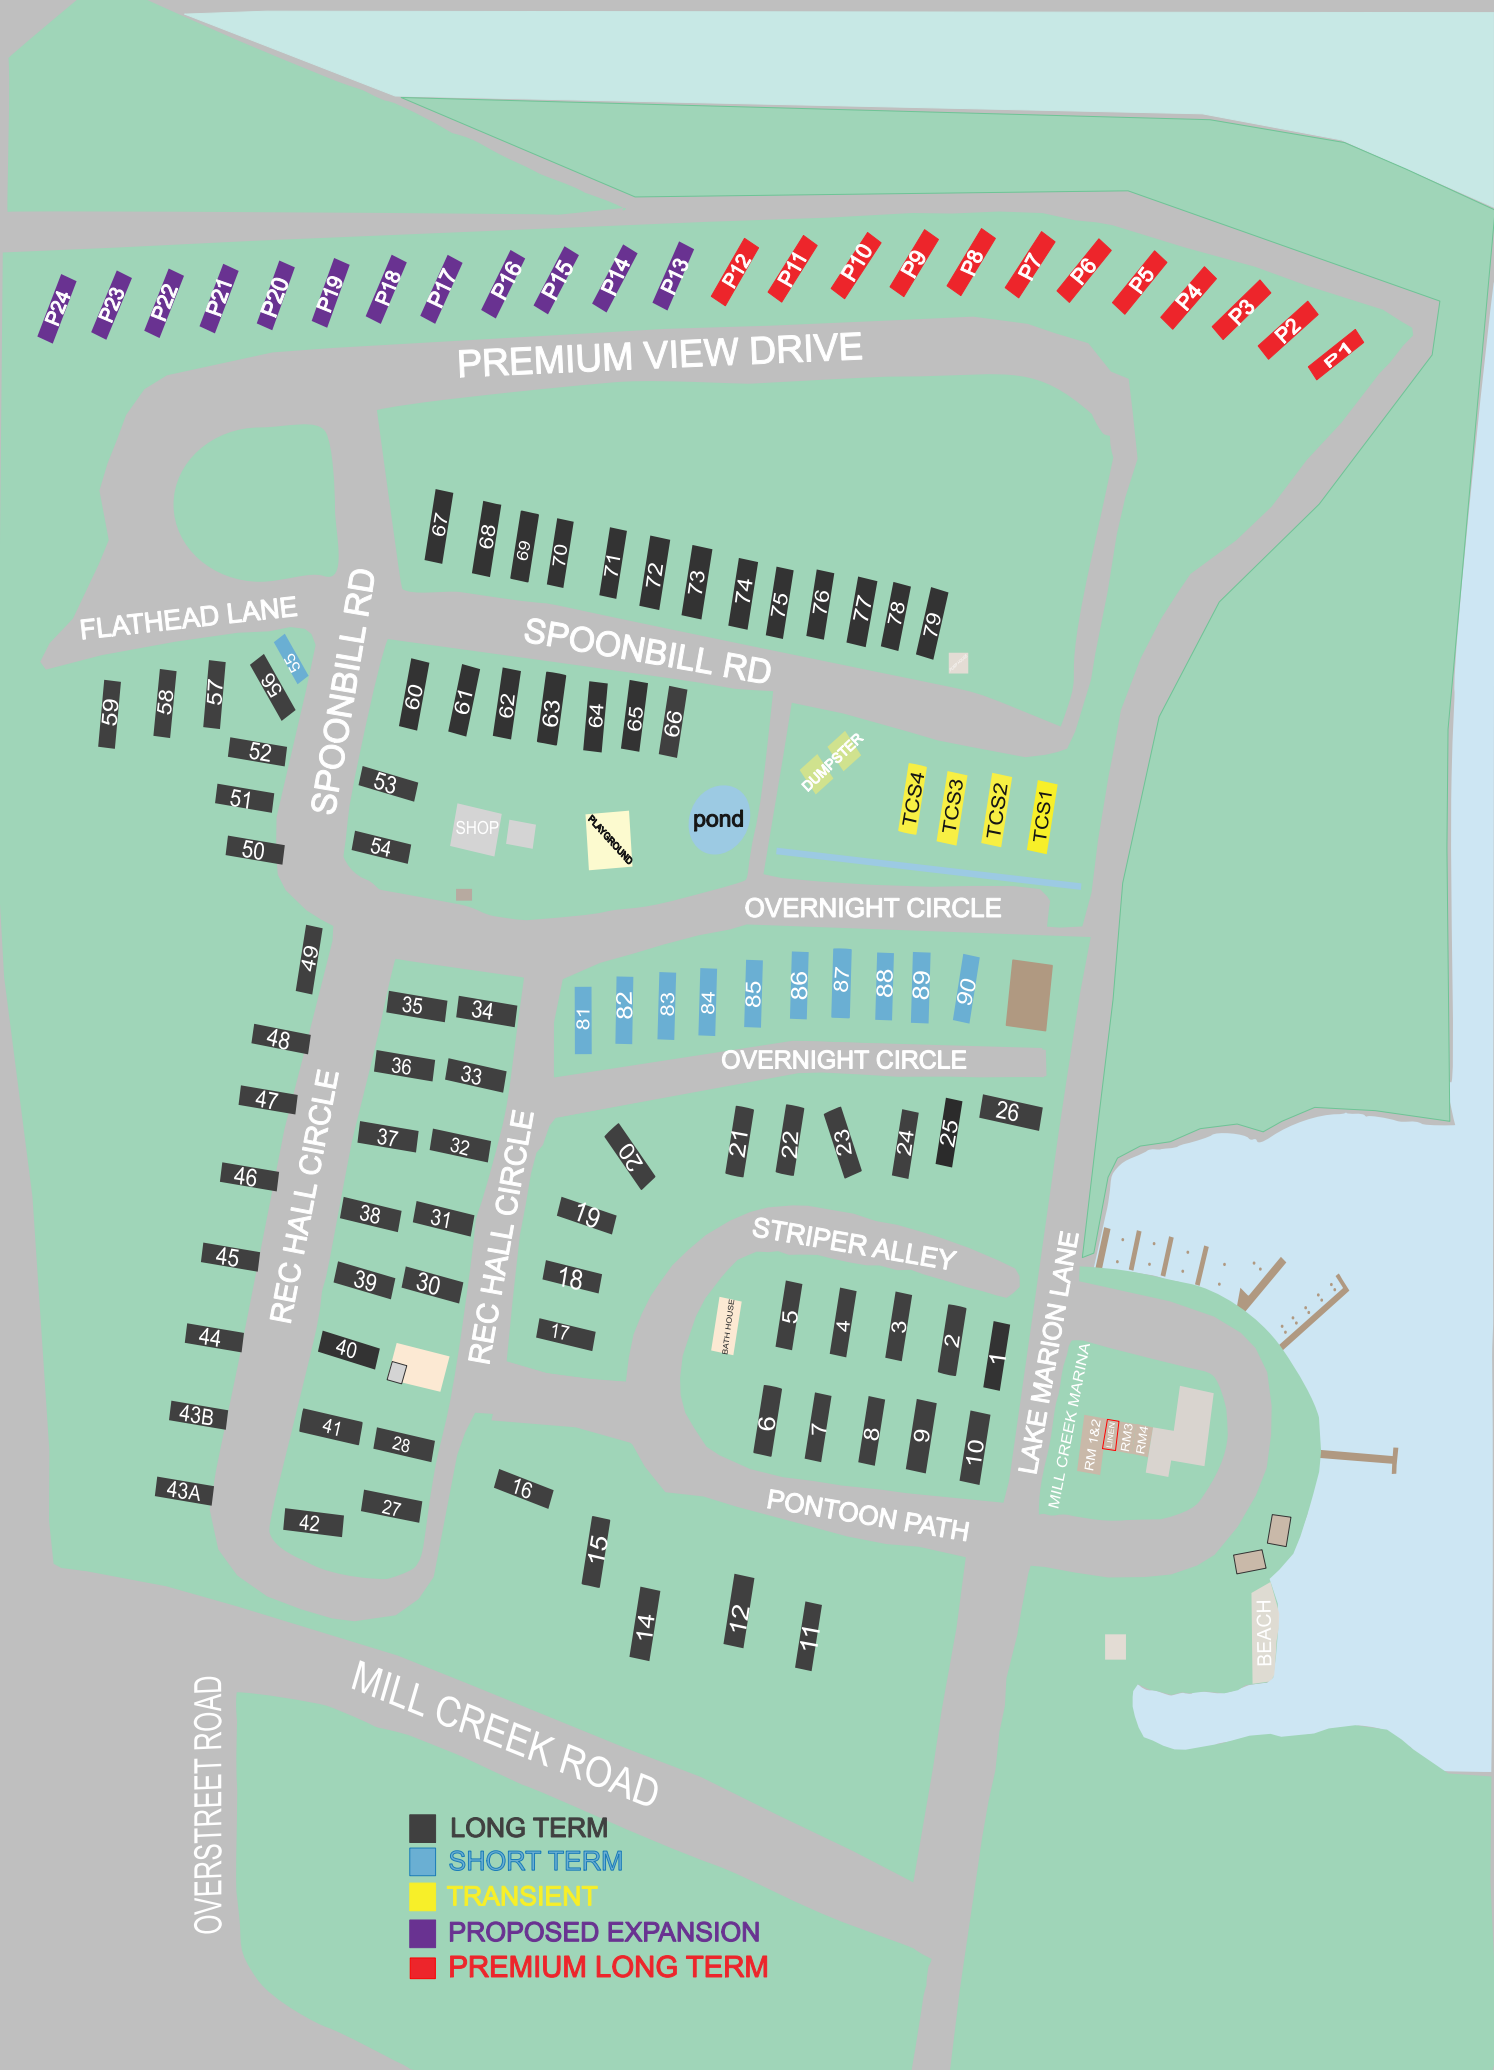 P24
P23
P22
P21
P20
P19
P18
P17
P16
P15
P14
P13
P12
P11
P10
P9
P8
P7
P6
P5
P4
P3
P2
P.1
PREMIUM VIEW DRIVE
67
68
69
70
71
72
73
74
75
76
77
78
79
FLATHEAD LANE
SPOONBILL RD
SPOONBILL RD
55
56
57
58
59
60
61
62
63
64
65
66
52
51
50
53
54
SHOP
PLAYGROUND
pond
DUMPSTER
TCS4
TCS3
TCS2
TCS1
OVERNIGHT CIRCLE
49
81
82
83
84
85
86
87
88
89
90
35
34
48
36
33
OVERNIGHT CIRCLE
47
37
32
REC HALL CIRCLE
REC HALL CIRCLE
20
21
22
23
24
25
26
46
38
31
19
45
39
30
18
STRIPER ALLEY
LAKE MARION LANE
44
40
17
BATH HOUSE
5
4
3
2
1
43B
41
28
6
7
8
9
10
MILL CREEK MARINA
RM 1&2
LINEN
RM3
RM4
43A
42
27
16
PONTOON PATH
15
14
12
11
BEACH
MILL CREEK ROAD
OVERSTREET ROAD
LONG TERM
SHORT TERM
TRANSIENT
PROPOSED EXPANSION
PREMIUM LONG TERM